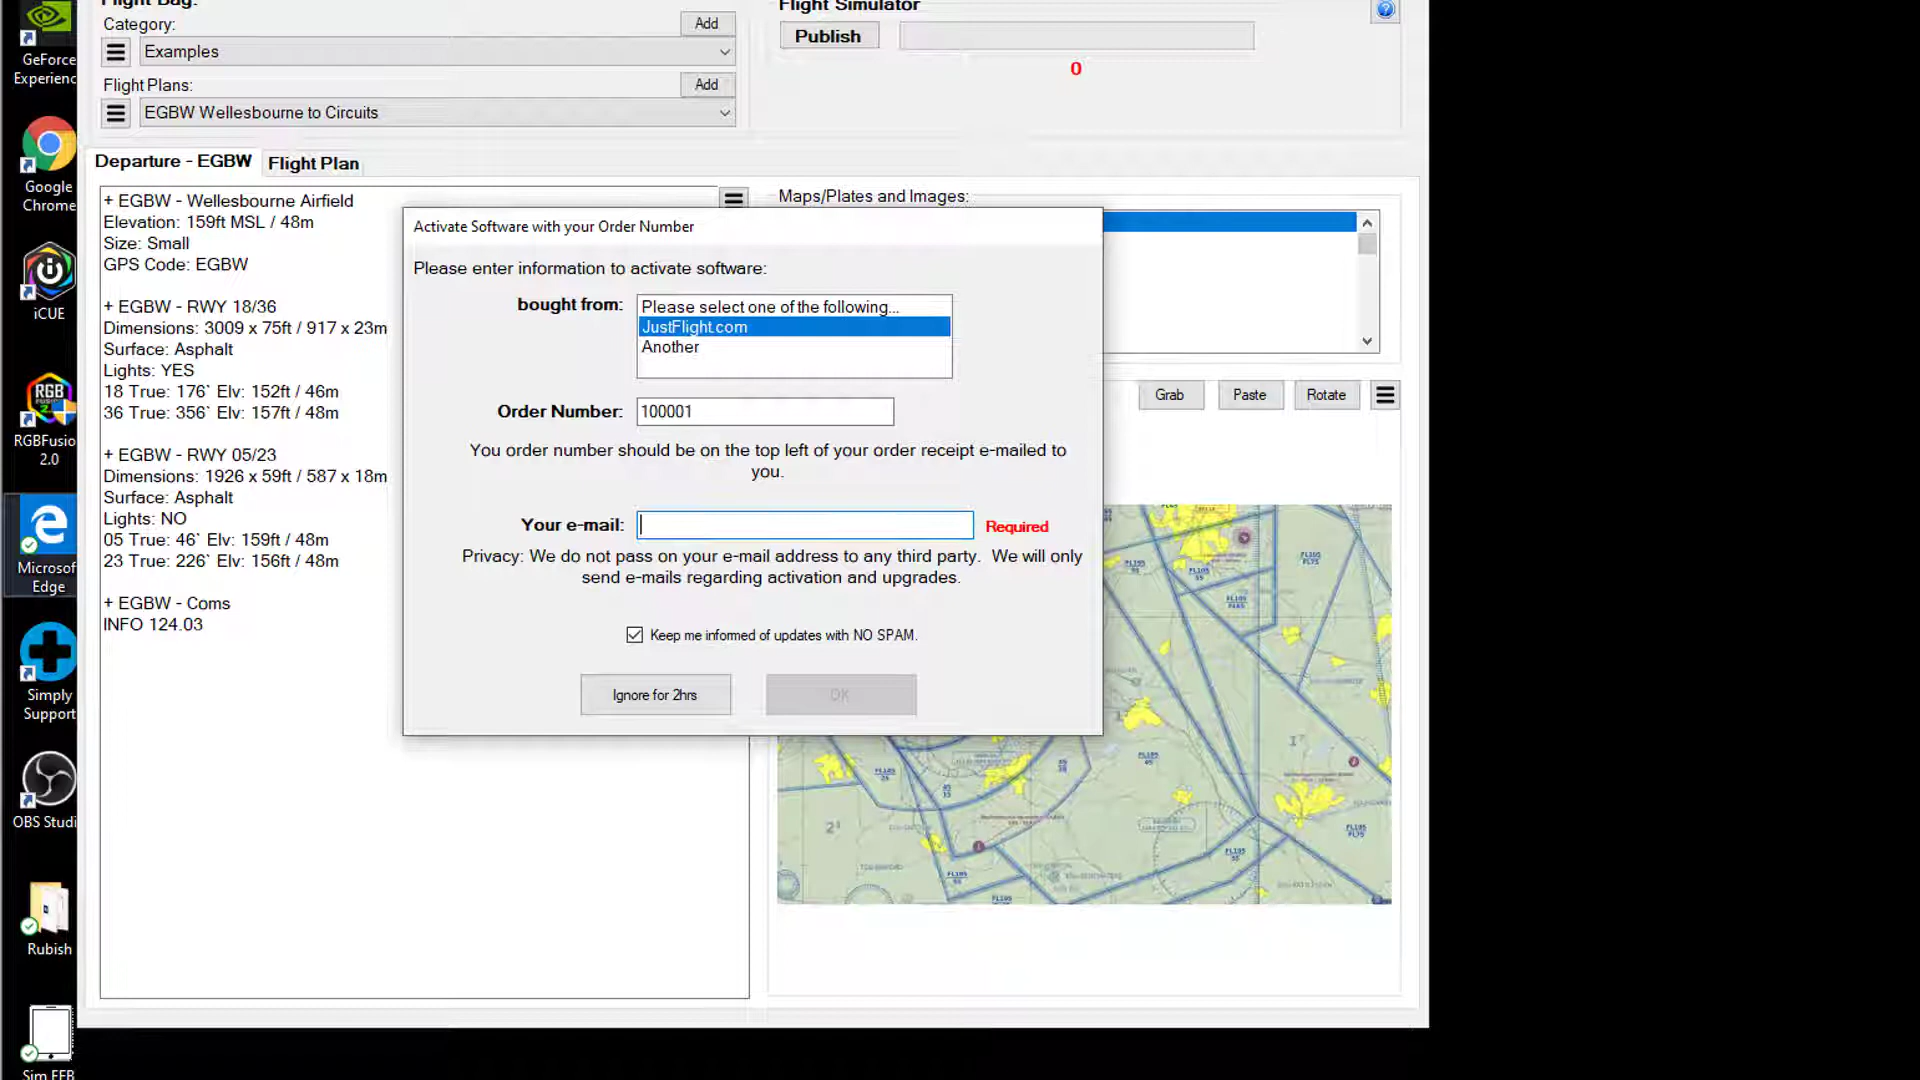 Flight Bag:
Category:
Add
Examples
Flight Plans:
Add
EGBW Wellesbourne to Circuits
Flight Simulator
Publish
0
Departure - EGBW
Flight Plan
+ EGBW - Wellesbourne Airfield
Elevation: 159ft MSL / 48m
Size: Small
GPS Code: EGBW
+ EGBW - RWY 18/36
Dimensions: 3009 x 75ft / 917 x 23m
Surface: Asphalt
Lights: YES
18 True: 176` Elv: 152ft / 46m
36 True: 356` Elv: 157ft / 48m
+ EGBW - RWY 05/23
Dimensions: 1926 x 59ft / 587 x 18m
Surface: Asphalt
Lights: NO
05 True: 46` Elv: 159ft / 48m
23 True: 226` Elv: 156ft / 48m
+ EGBW - Coms
INFO 124.03
Maps/Plates and Images:
Grab
Paste
Rotate
Activate Software with your Order Number
Please enter information to activate software:
bought from:
Please select one of the following...
JustFlight.com
Another
Order Number:
100001
You order number should be on the top left of your order receipt e-mailed to
you.
Your e-mail:
Required
Privacy: We do not pass on your e-mail address to any third party. We will only
send e-mails regarding activation and upgrades.
Keep me informed of updates with NO SPAM.
Ignore for 2hrs
OK
GeForce
Experienc
Google
Chrome
iCUE
RGB
RGBFusio
2.0
Microsof
Edge
Simply
Support
OBS Studi
Rubish
Sim EFB